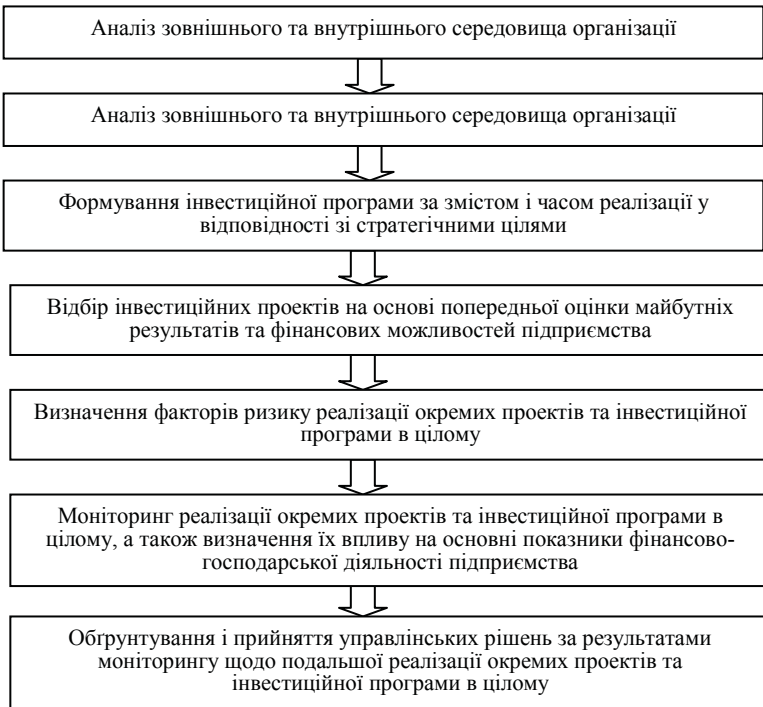 Аналіз зовнішнього та внутрішнього середовища організації
Аналіз зовнішнього та внутрішнього середовища організації
Формування інвестиційної програми за змістом і часом реалізації у
відповідності зі стратегічними цілями
Відбір інвестиційних проектів на основі попередньої оцінки майбутніх
результатів та фінансових можливостей підприємства
Визначення факторів ризику реалізації окремих проектів та інвестиційної
програми в цілому
Моніторинг реалізації окремих проектів та інвестиційної програми в
цілому, а також визначення їх впливу на основні показники фінансово-
господарської діяльності підприємства
Обґрунтування і прийняття управлінських рішень за результатами
моніторингу щодо подальшої реалізації окремих проектів та
інвестиційної програми в цілому